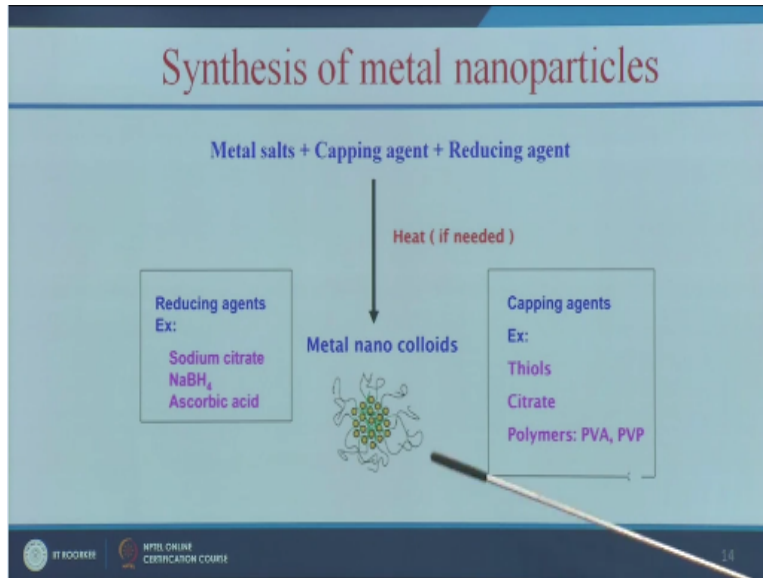 Synthesis of metal nanoparticles
Metal salts + Capping agent + Reducing agent
Heat ( if needed )
Reducing agents
Ex:
Sodium citrate
NaBH₄
Ascorbic acid
Metal nano colloids
Capping agents
Ex:
Thiols
Citrate
Polymers: PVA, PVP
IIT ROORKEE
NPTEL ONLINE
CERTIFICATION COURSE
14